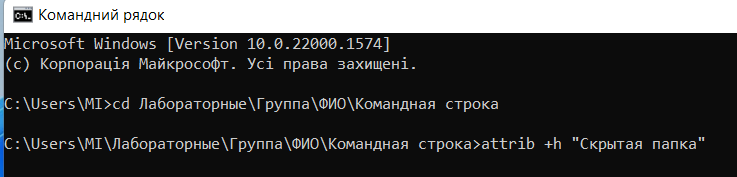 Командний рядок
Microsoft Windows [Version 10.0.22000.1574]
(c) Корпорація Майкрософт. Усі права захищені.
C:\Users\MI>cd Лабораторные\Группа\ФИО\Командная строка
C:\Users\MI\Лабораторные\Группа\ФИО\Командная строка>attrib +h "Скрытая папка"